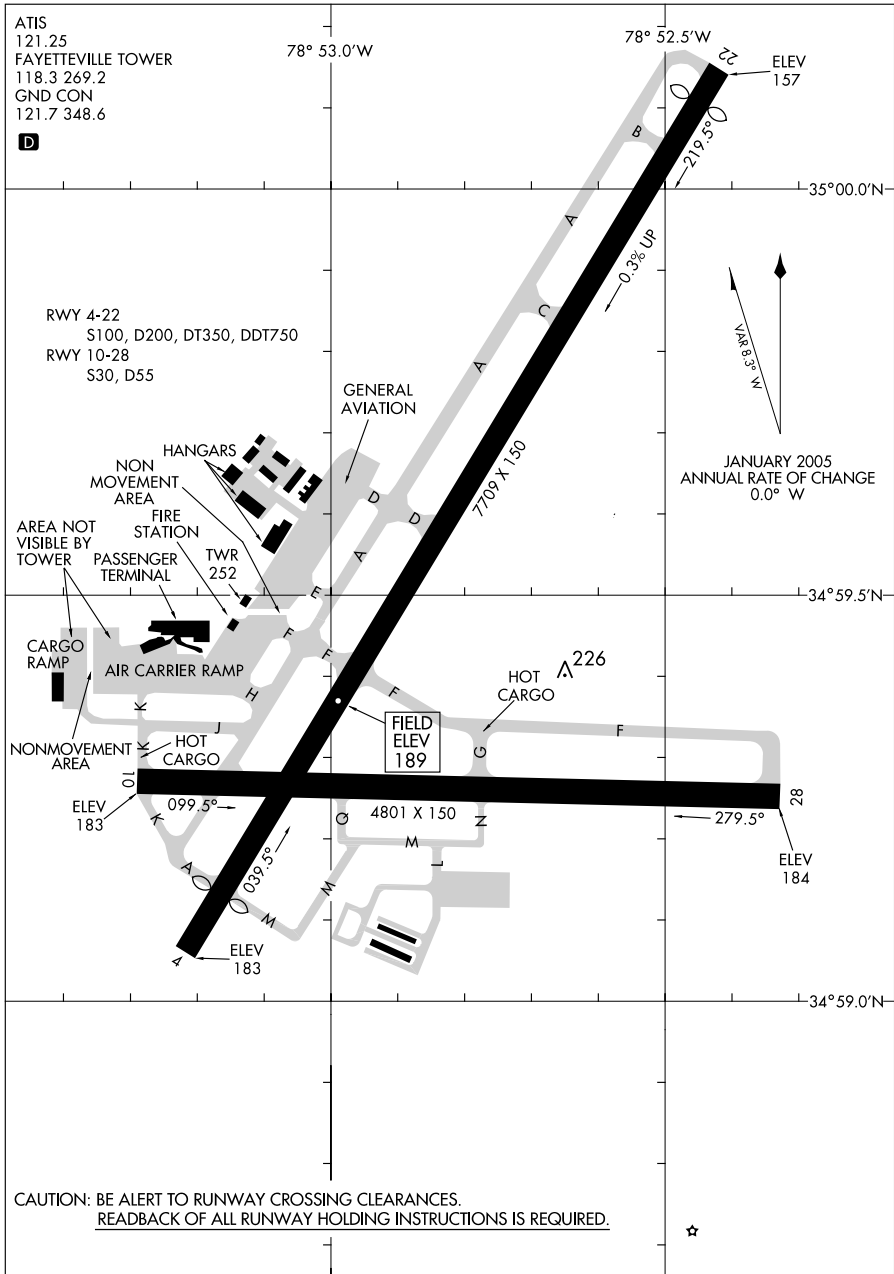 ATIS
121.25
FAYETTEVILLE TOWER
118.3 269.2
GND CON
121.7 348.6
D
78° 53.0'W
78° 52.5'W
22
ELEV
157
B
219.5°
35°00.0'N
A
0.3% UP
C
VAR 8.3° W
RWY 4-22
S100, D200, DT350, DDT750
RWY 10-28
S30, D55
A
GENERAL
AVIATION
JANUARY 2005
ANNUAL RATE OF CHANGE
0.0° W
HANGARS
NON
MOVEMENT
AREA
7709 X 150
D
D
FIRE
STATION
AREA NOT
VISIBLE BY
TOWER
PASSENGER
TERMINAL
TWR
252
A
E
34°59.5'N
F
F
CARGO
RAMP
AIR CARRIER RAMP
226
HOT
CARGO
H
F
K
J
FIELD
ELEV
189
F
NONMOVEMENT
AREA
K
HOT
CARGO
G
10
099.5°
ELEV
183
4801 X 150
28
279.5°
K
Q
N
M
ELEV
184
A
039.5°
L
M
M
4
ELEV
183
34°59.0'N
CAUTION: BE ALERT TO RUNWAY CROSSING CLEARANCES.
READBACK OF ALL RUNWAY HOLDING INSTRUCTIONS IS REQUIRED.